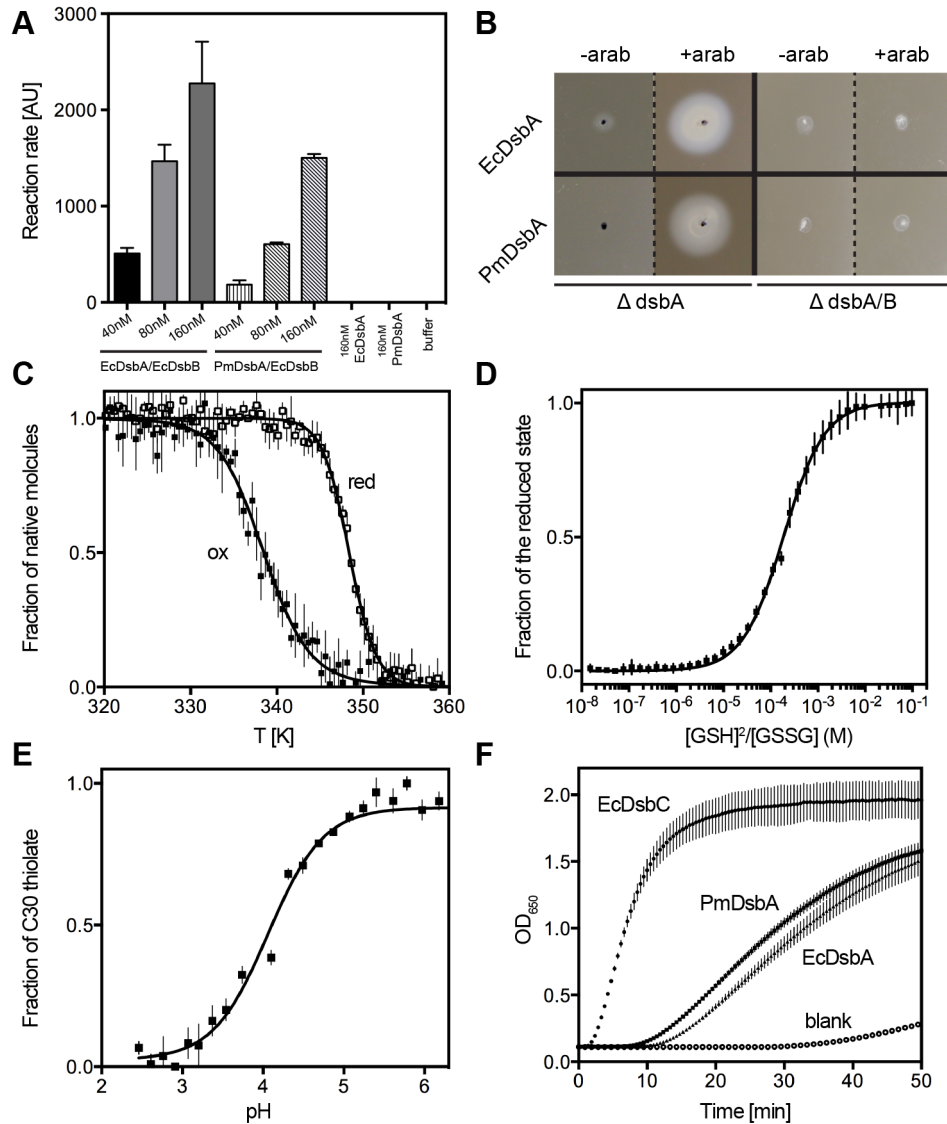 A
Reaction rate [AU]
3000
2000
1000
0
40nM
80nM
160nM
40nM
80nM
160nM
160nM
EcDsbA
160nM
PmDsbA
buffer
EcDsbA/EcDsbB
PmDsbA/EcDsbB
B
-arab
+arab
-arab
+arab
EcDsbA
PmDsbA
Δ dsbA
Δ dsbA/B
C
Fraction of native molcules
1.0
0.5
0.0
red
ox
320
330
340
350
360
T [K]
D
Fraction of the reduced state
1.0
0.5
0.0
10-8
10-7
10-6
10-5
10-4
10-3
10-2
10-1
[GSH]2/[GSSG] (M)
E
Fraction of C30 thiolate
1.0
0.5
0.0
2
3
4
5
6
pH
F
OD650
2.0
1.5
1.0
0.5
0.0
EcDsbC
PmDsbA
EcDsbA
blank
0
10
20
30
40
50
Time [min]